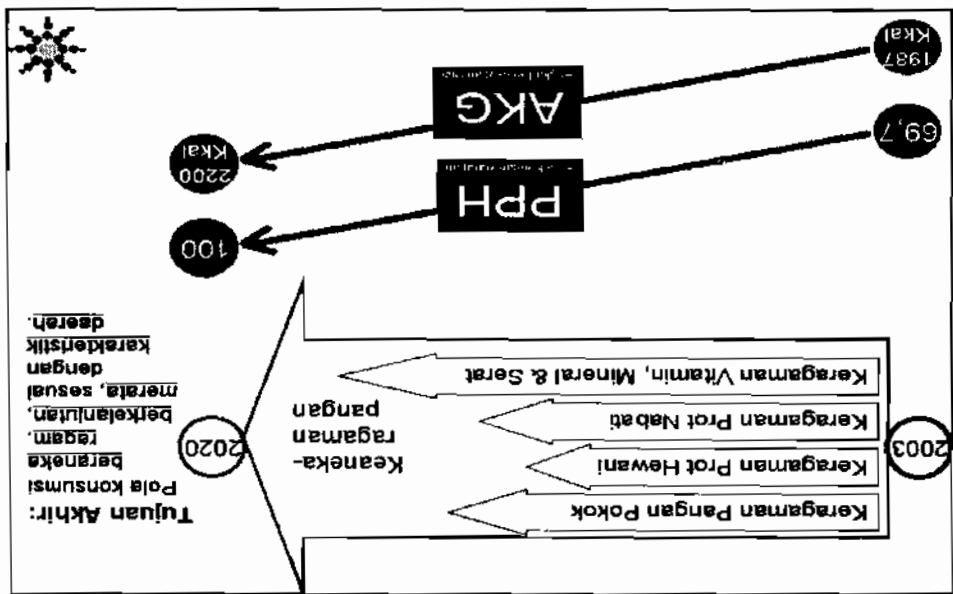 2003
Keragaman Pangan Pokok
Keragaman Prot Hewani
Keragaman Prot Nabati
Keragaman Vitamin, Mineral & Serat
Keaneka-
ragaman
pangan
2020
Tujuan Akhir:
Pola konsumsi
beraneka
ragam,
berkelanjutan,
merata, sesuai
dengan
karakteristik
daerah.
69,7
PPH
100
1987
Kkal
AKG
2200
Kkal